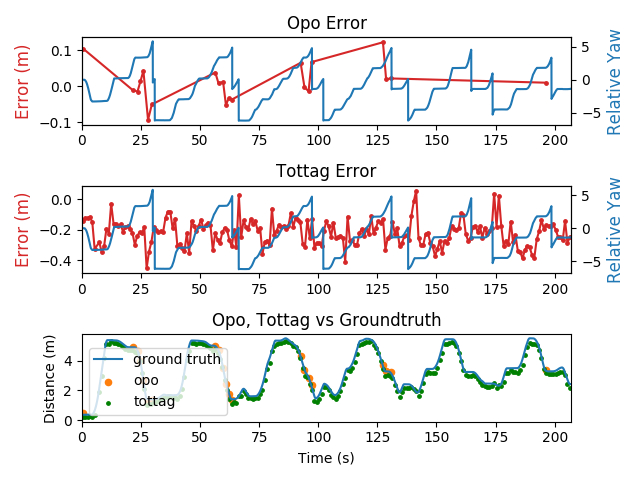 Opo Error
Error (m)
0.1
0.0
−0.1
5
0
−5
Relative Yaw
0 25 50 75 100 125 150 175 200
Tottag Error
Error (m)
0.0
−0.2
−0.4
5
0
−5
Relative Yaw
0 25 50 75 100 125 150 175 200
Opo, Tottag vs Groundtruth
Distance (m)
4
2
0
ground truth
opo
tottag
0 25 50 75 100 125 150 175 200
Time (s)